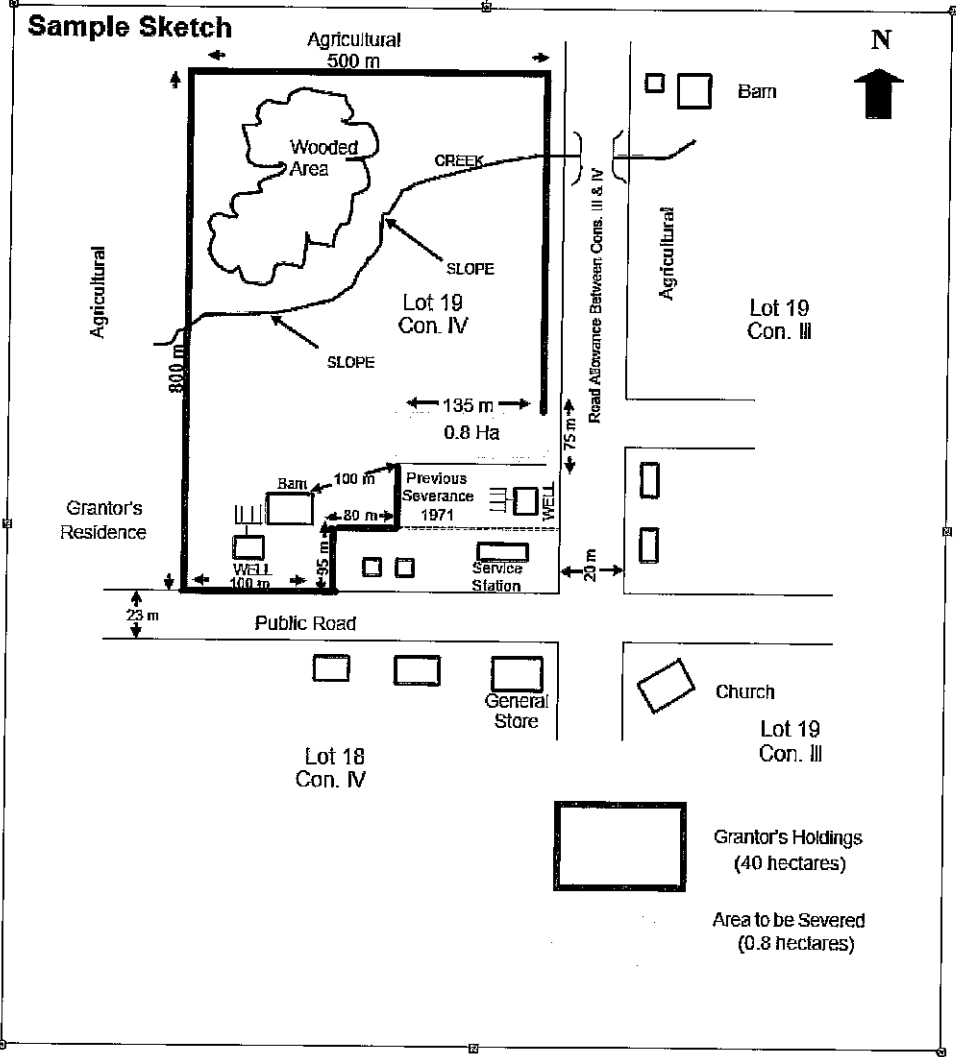 Sample Sketch
N
Agricultural
500 m
Barn
Wooded
Area
CREEK
SLOPE
Agricultural
Lot 19
Con. IV
Road Allowance Between Cons. III & IV
Agricultural
Lot 19
Con. III
SLOPE
800 m
135 m
0.8 Ha
75 m
Barn
100 m
Previous
Severance
1971
WELL
Grantor's
Residence
80 m
95 m
WELL
100 m
Service
Station
20 m
23 m
Public Road
General
Store
Church
Lot 18
Con. IV
Lot 19
Con. III
Grantor's Holdings
(40 hectares)
Area to be Severed
(0.8 hectares)